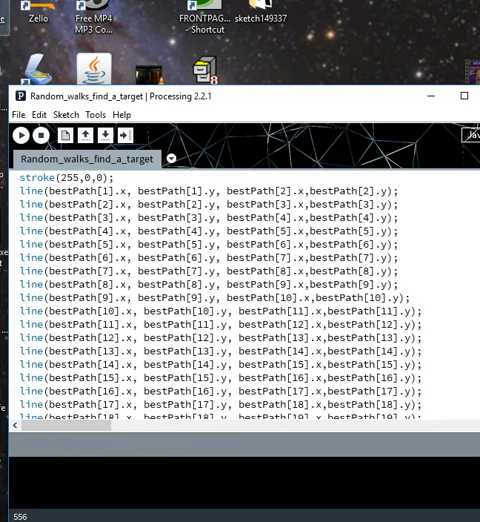 Zello
Free MP4
MP3 Co...
FRONTPAG...
- Shortcut
sketch149337
Random_walks_find_a_target | Processing 2.2.1
File Edit Sketch Tools Help
Random_walks_find_a_target
stroke(255,0,0);
line(bestPath[1].x, bestPath[1].y, bestPath[2].x,bestPath[2].y);
line(bestPath[2].x, bestPath[2].y, bestPath[3].x,bestPath[3].y);
line(bestPath[3].x, bestPath[3].y, bestPath[4].x,bestPath[4].y);
line(bestPath[4].x, bestPath[4].y, bestPath[5].x,bestPath[5].y);
line(bestPath[5].x, bestPath[5].y, bestPath[6].x,bestPath[6].y);
line(bestPath[6].x, bestPath[6].y, bestPath[7].x,bestPath[7].y);
line(bestPath[7].x, bestPath[7].y, bestPath[8].x,bestPath[8].y);
line(bestPath[8].x, bestPath[8].y, bestPath[9].x,bestPath[9].y);
line(bestPath[9].x, bestPath[9].y, bestPath[10].x,bestPath[10].y);
line(bestPath[10].x, bestPath[10].y, bestPath[11].x,bestPath[11].y);
line(bestPath[11].x, bestPath[11].y, bestPath[12].x,bestPath[12].y);
line(bestPath[12].x, bestPath[12].y, bestPath[13].x,bestPath[13].y);
line(bestPath[13].x, bestPath[13].y, bestPath[14].x,bestPath[14].y);
line(bestPath[14].x, bestPath[14].y, bestPath[15].x,bestPath[15].y);
line(bestPath[15].x, bestPath[15].y, bestPath[16].x,bestPath[16].y);
line(bestPath[16].x, bestPath[16].y, bestPath[17].x,bestPath[17].y);
line(bestPath[17].x, bestPath[17].y, bestPath[18].x,bestPath[18].y);
line(bestPath[18].x, bestPath[18].y, bestPath[19].x,bestPath[19].y);
556